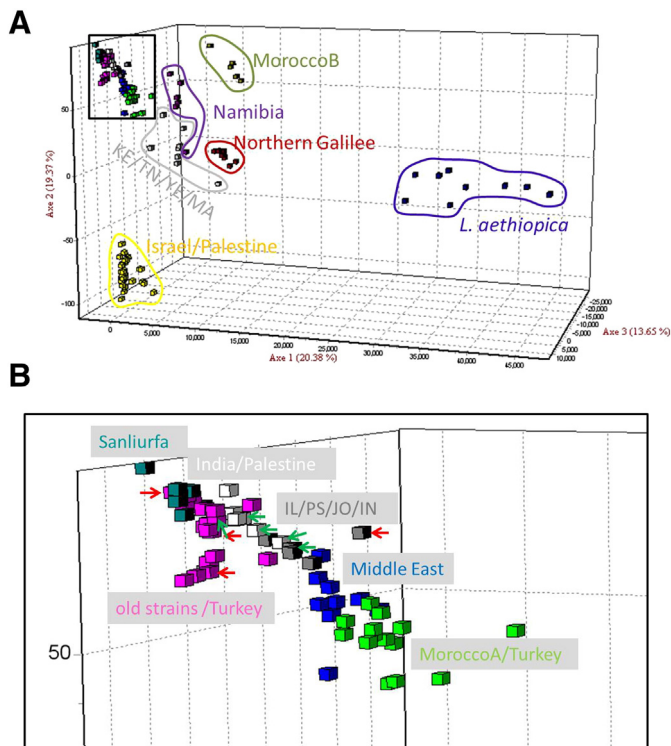 A
MoroccoB
Namibia
Northern Galilee
KE/TN/YE/MA
L. aethiopica
Israel/Palestine
Axe 2 (19.37 %)
50
0
-50
-100
0
5,000
10,000
15,000
20,000
25,000
30,000
35,000
40,000
45,000
Axe 1 (20.38 %)
-25,000
-20,000
-15,000
-10,000
-5,000
0
5,000
10,000
Axe 3 (13.65 %)
B
Sanliurfa
India/Palestine
IL/PS/JO/IN
Middle East
old strains /Turkey
MoroccoA/Turkey
50